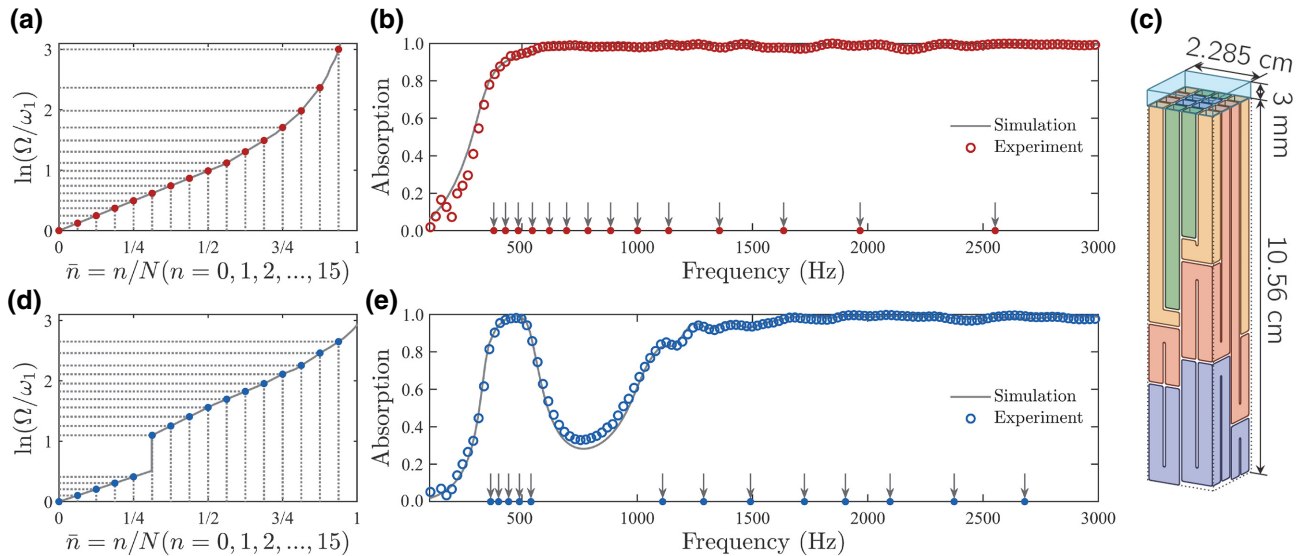 (a)
3
2
1
0
ln(Ω/ω₁)
0 1/4 1/2 3/4 1
n̄ = n/N(n = 0, 1, 2, ..., 15)
(b)
1.0
0.8
0.6
0.4
0.2
0.0
Absorption
Simulation
Experiment
500 1000 1500 2000 2500 3000
Frequency (Hz)
(c)
2.285 cm
3 mm
10.56 cm
(d)
3
2
1
0
ln(Ω/ω₁)
0 1/4 1/2 3/4 1
n̄ = n/N(n = 0, 1, 2, ..., 15)
(e)
1.0
0.8
0.6
0.4
0.2
0.0
Absorption
Simulation
Experiment
500 1000 1500 2000 2500 3000
Frequency (Hz)